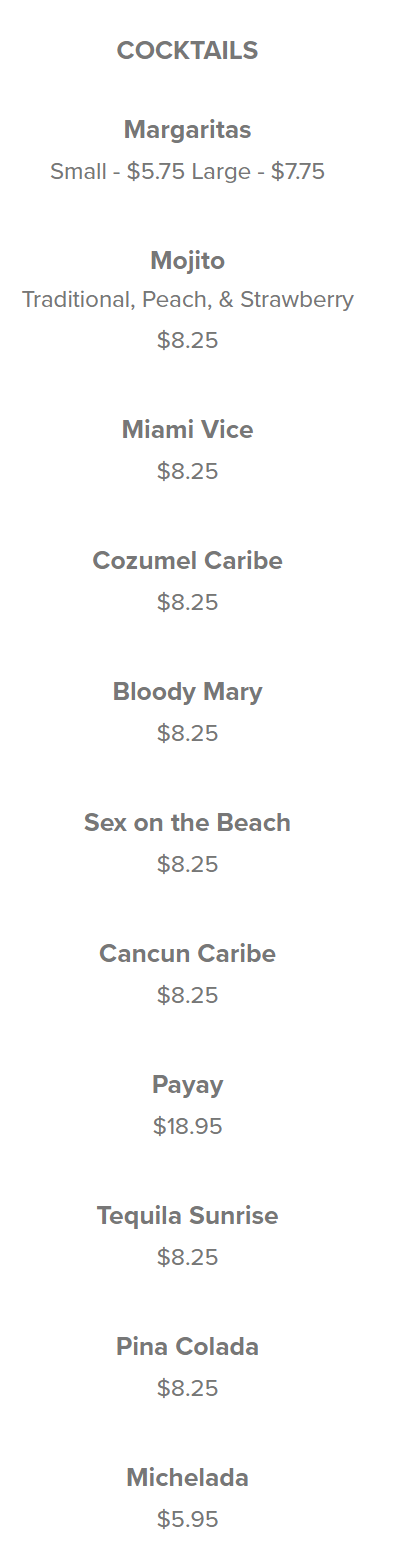 COCKTAILS
Margaritas
Small - $5.75 Large - $7.75
Mojito
Traditional, Peach, & Strawberry
$8.25
Miami Vice
$8.25
Cozumel Caribe
$8.25
Bloody Mary
$8.25
Sex on the Beach
$8.25
Cancun Caribe
$8.25
Payay
$18.95
Tequila Sunrise
$8.25
Pina Colada
$8.25
Michelada
$5.95